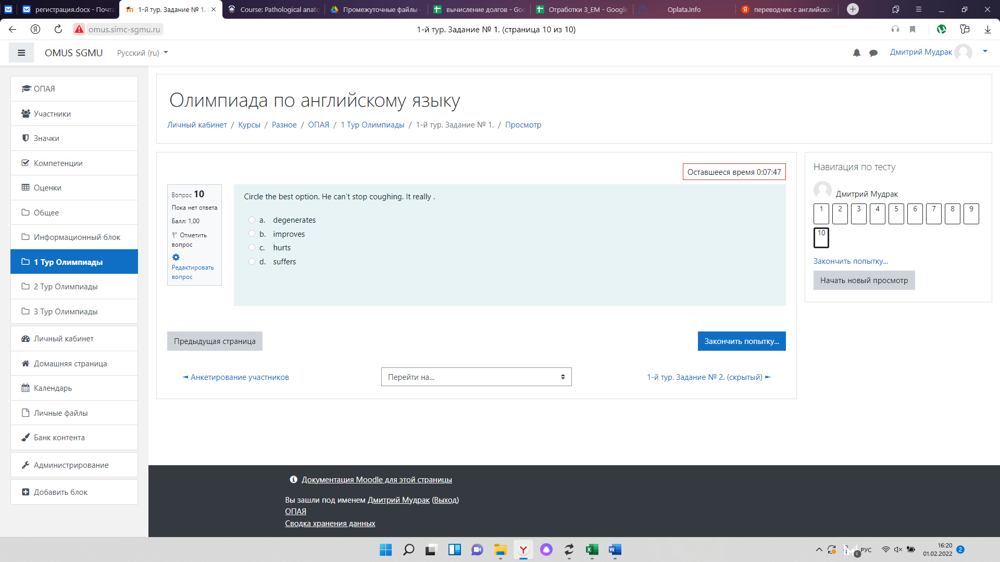 регистрация.docx - Почта
1-й тур. Задание № 1.
Course: Pathological anato
Промежуточные файлы –
вычисление долгов - Goo
Отработки 3_ЕМ - Google
Oplata.Info
переводчик с английског
omus.simc-sgmu.ru
1-й тур. Задание № 1. (страница 10 из 10)
OMUS SGMU
Русский (ru)
Дмитрий Мудрак
ОПАЯ
Участники
Значки
Компетенции
Оценки
Общее
Информационный блок
1 Тур Олимпиады
2 Тур Олимпиады
3 Тур Олимпиады
Личный кабинет
Домашняя страница
Календарь
Личные файлы
Банк контента
Администрирование
Добавить блок
Олимпиада по английскому языку
Личный кабинет / Курсы / Разное / ОПАЯ / 1 Тур Олимпиады / 1-й тур. Задание № 1. / Просмотр
Оставшееся время 0:07:47
Вопрос 10
Пока нет ответа
Балл: 1,00
Отметить
вопрос
Редактировать
вопрос
Circle the best option. He can't stop coughing. It really .
a. degenerates
b. improves
c. hurts
d. suffers
Предыдущая страница
Закончить попытку...
◄ Анкетирование участников
Перейти на...
1-й тур. Задание № 2. (скрытый) ►
Навигация по тесту
Дмитрий Мудрак
1 2 3 4 5 6 7 8 9
10
Закончить попытку...
Начать новый просмотр
Документация Moodle для этой страницы
Вы зашли под именем Дмитрий Мудрак (Выход)
ОПАЯ
Сводка хранения данных
РУС
16:20
01.02.2022
2